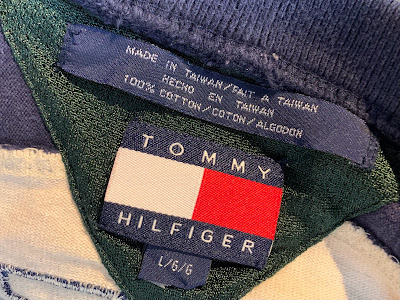 MADE IN TAIWAN/FAIT A TAIWAN
HECHO EN TAIWAN
100% COTTON/COTON/ALGODON
TOMMY
HILFIGER
L/G/G